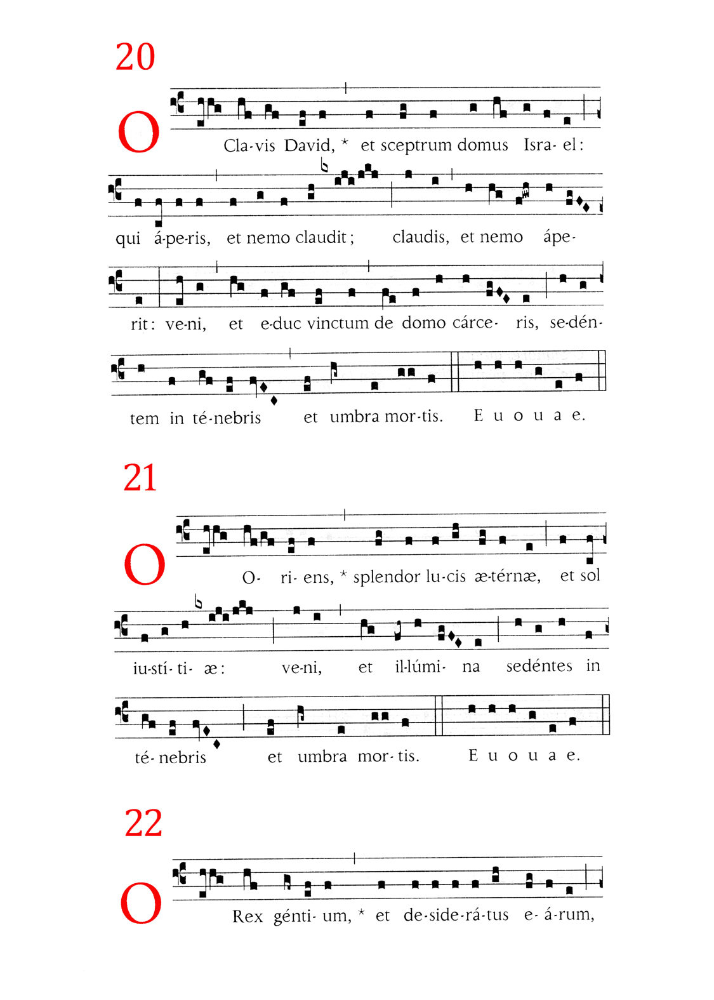 20
O Cla-vis David, * et sceptrum domus Isra- el :
qui á-pe-ris, et nemo claudit ; claudis, et nemo ápe-
rit : ve-ni, et e-duc vinctum de domo cárce- ris, se-dén-
tem in té-nebris et umbra mor-tis. E u o u a e.
21
O O- ri- ens, * splendor lu-cis æ-térnæ, et sol
iu-stí- ti- æ : ve-ni, et il-lúmi- na sedéntes in
té- nebris et umbra mor- tis. E u o u a e.
22
O Rex génti- um, * et de-side-rá-tus e- á-rum,